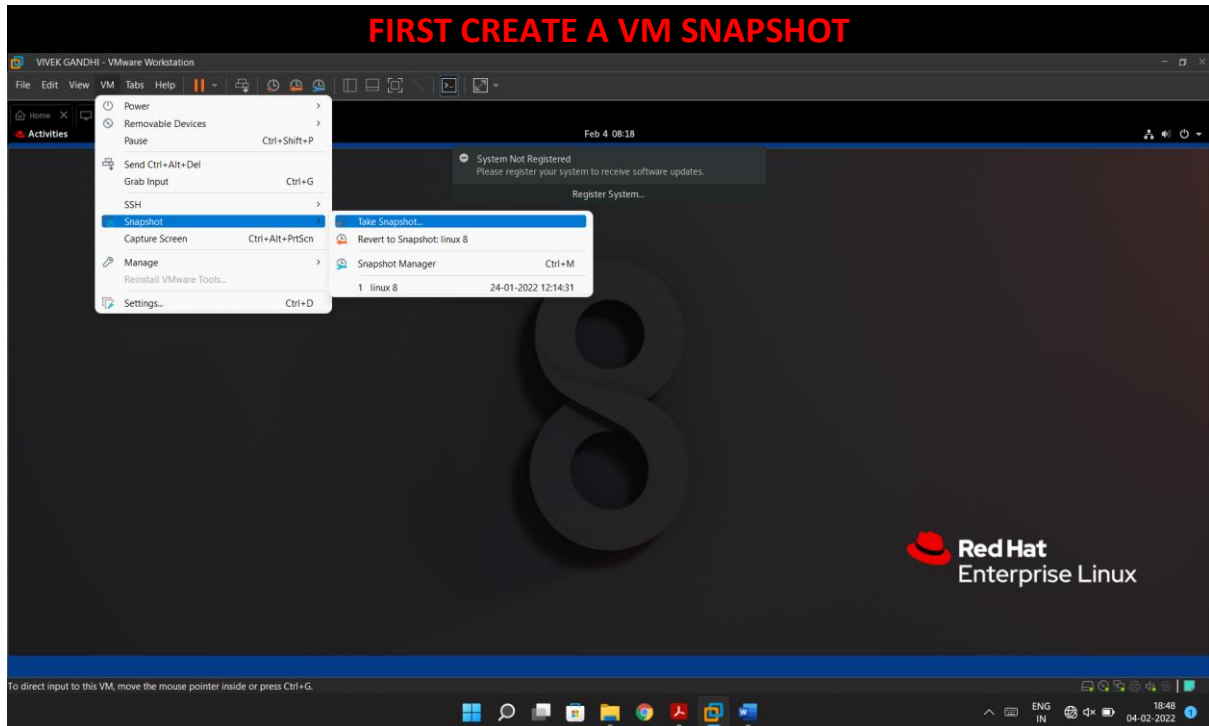 FIRST CREATE A VM SNAPSHOT
VIVEK GANDHI - VMware Workstation
File Edit View VM Tabs Help
Home
Activities
Feb 4 08:18
Power
Removable Devices
Pause Ctrl+Shift+P
Send Ctrl+Alt+Del
Grab Input Ctrl+G
SSH
Snapshot
Capture Screen Ctrl+Alt+PrtScn
Manage
Reinstall VMware Tools...
Settings... Ctrl+D
Take Snapshot...
Revert to Snapshot: linux 8
Snapshot Manager Ctrl+M
1 linux 8 24-01-2022 12:14:31
System Not Registered
Please register your system to receive software updates.
Register System...
8
Red Hat
Enterprise Linux
To direct input to this VM, move the mouse pointer inside or press Ctrl+G.
ENG
IN
18:48
04-02-2022
1